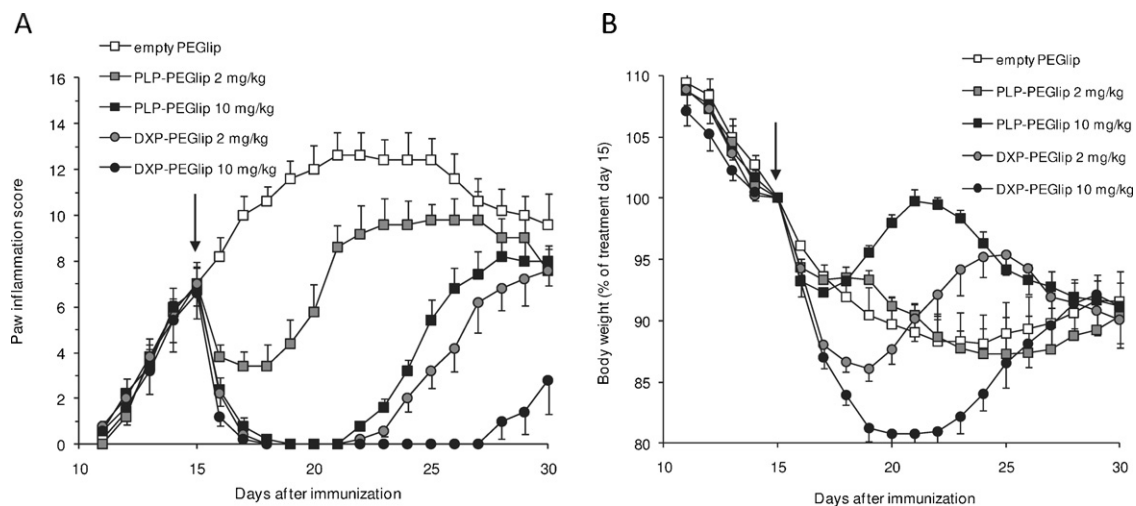 A
empty PEGlip
PLP-PEGlip 2 mg/kg
PLP-PEGlip 10 mg/kg
DXP-PEGlip 2 mg/kg
DXP-PEGlip 10 mg/kg
Paw inflammation score
16
14
12
10
8
6
4
2
0
10 15 20 25 30
Days after immunization
B
empty PEGlip
PLP-PEGlip 2 mg/kg
PLP-PEGlip 10 mg/kg
DXP-PEGlip 2 mg/kg
DXP-PEGlip 10 mg/kg
Body weight (% of treatment day 15)
110
105
100
95
90
85
80
10 15 20 25 30
Days after immunization